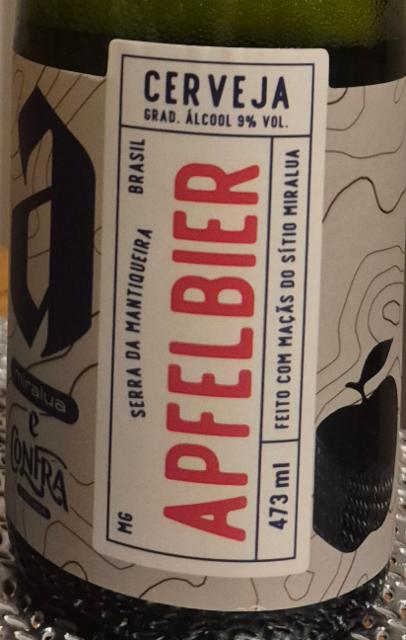 CERVEJA
GRAD. ÁLCOOL 9% VOL.
MG SERRA DA MANTIQUEIRA BRASIL
APFELBIER
473 ml FEITO COM MAÇÃS DO SÍTIO MIRALUA
a
miralua
e
CONFRA